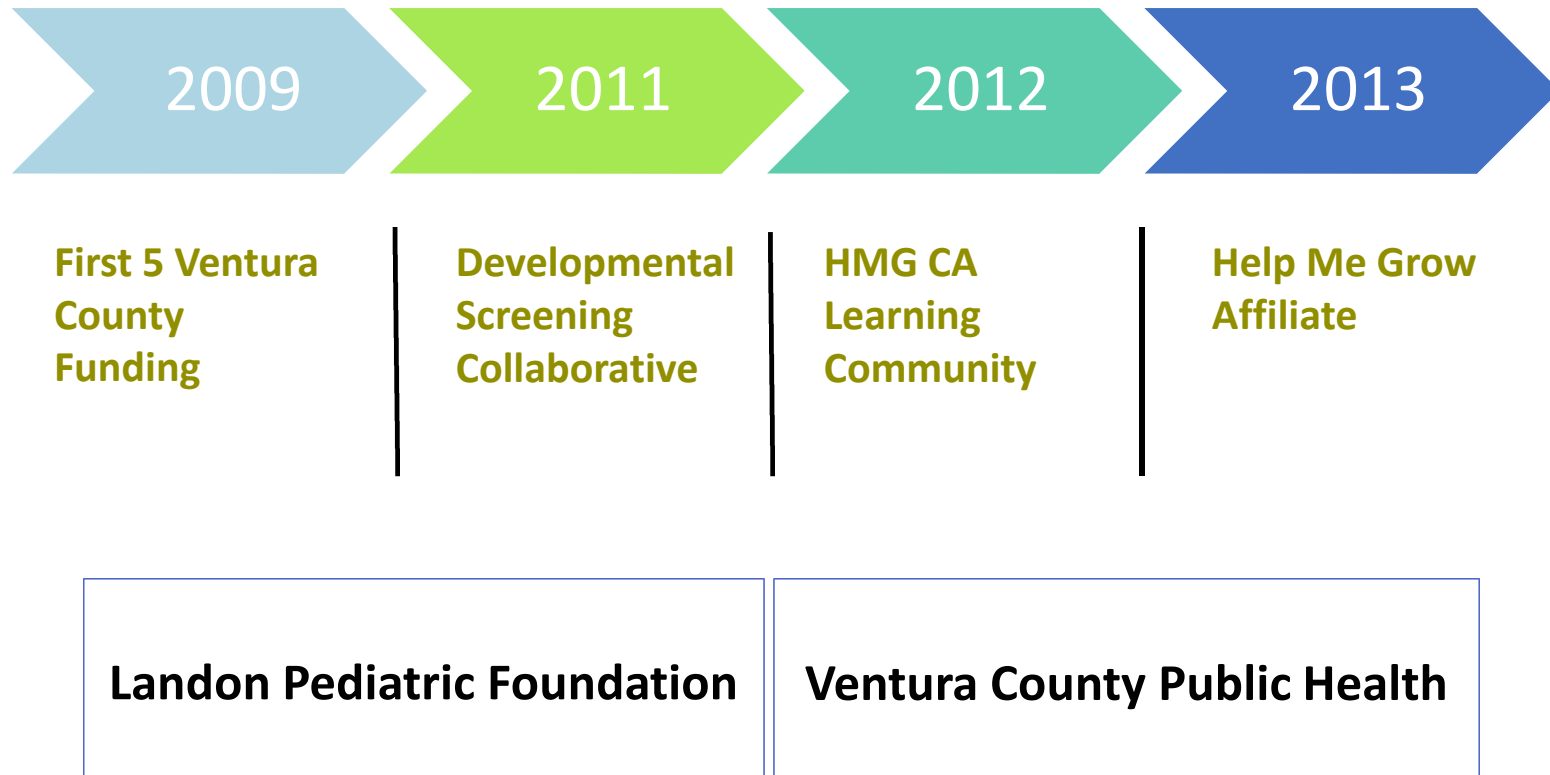 2009
2011
2012
2013
First 5 Ventura
County
Funding
Developmental
Screening
Collaborative
HMG CA
Learning
Community
Help Me Grow
Affiliate
Landon Pediatric Foundation
Ventura County Public Health